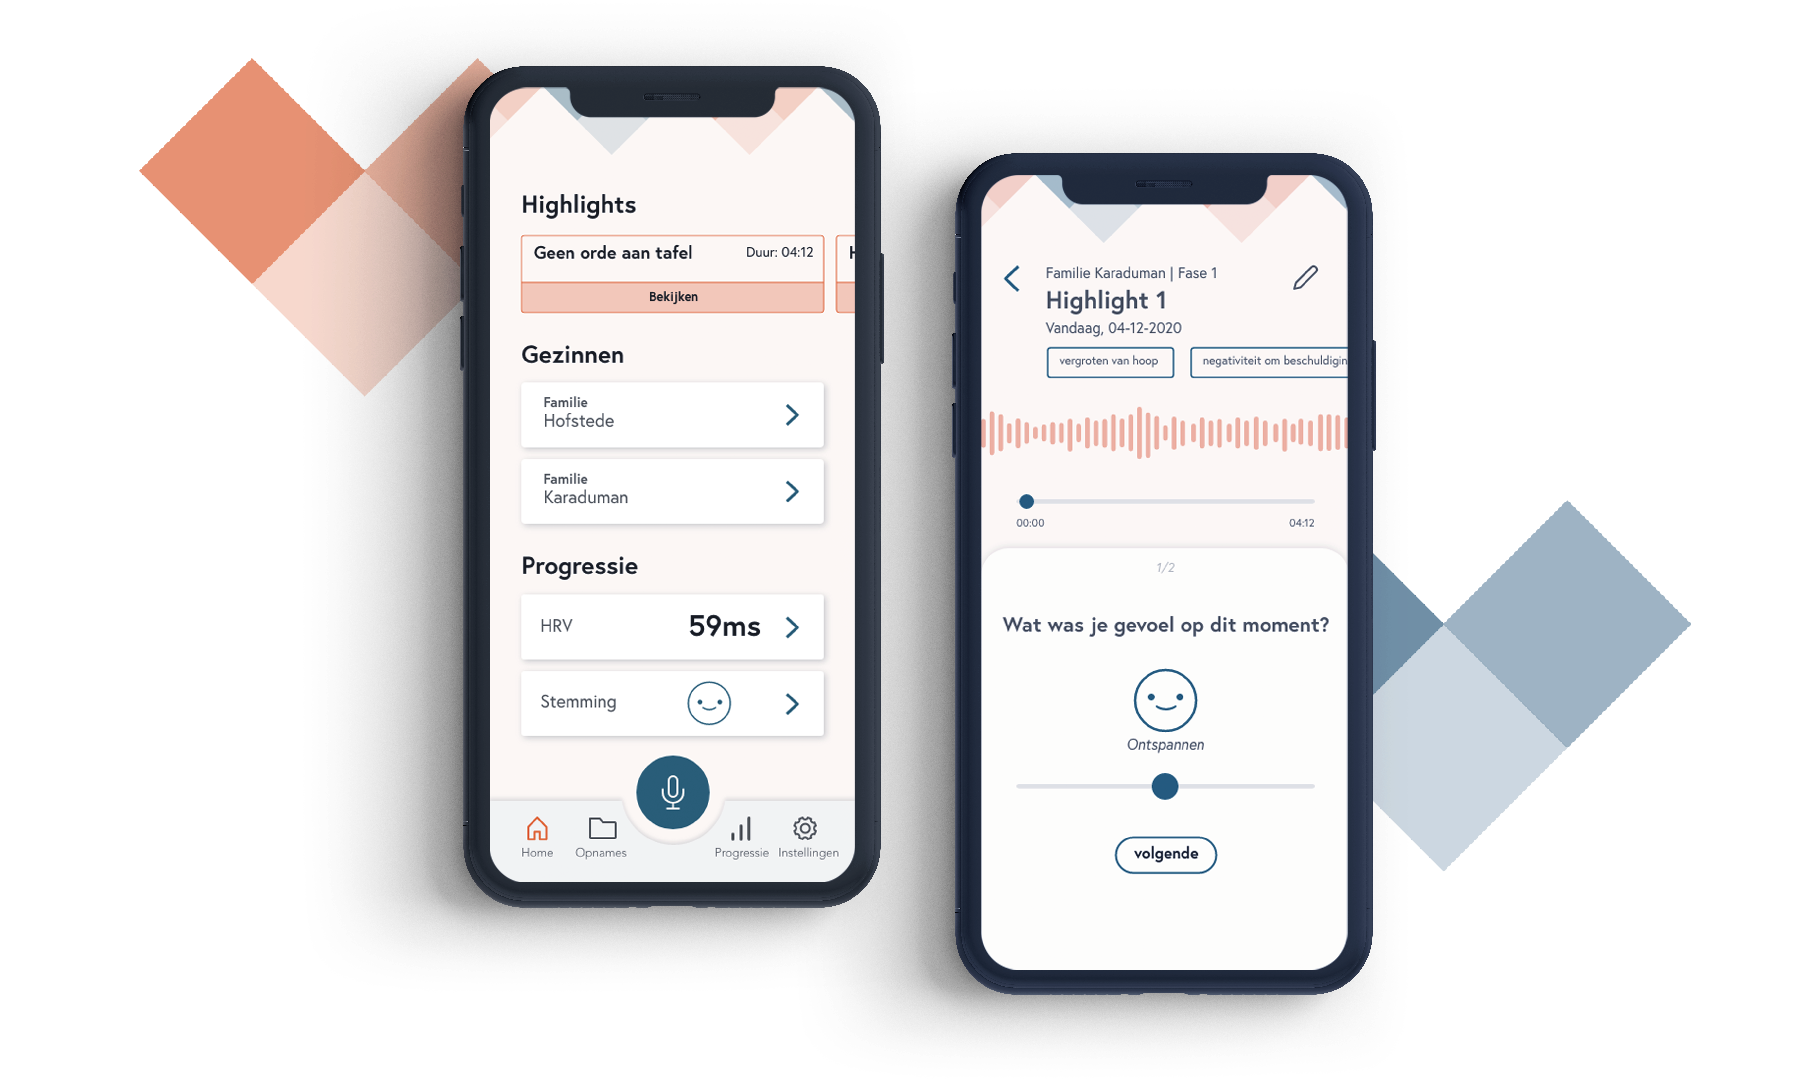 Highlights
Geen orde aan tafel
Duur: 04:12
Bekijken
Gezinnen
Familie
Hofstede
Familie
Karaduman
Progressie
HRV
59ms
Stemming
Home
Opnames
Progressie
Instellingen
Familie Karaduman | Fase 1
Highlight 1
Vandaag, 04-12-2020
vergroten van hoop
negativiteit om beschuldigin
00:00
04:12
1/2
Wat was je gevoel op dit moment?
Ontspannen
volgende